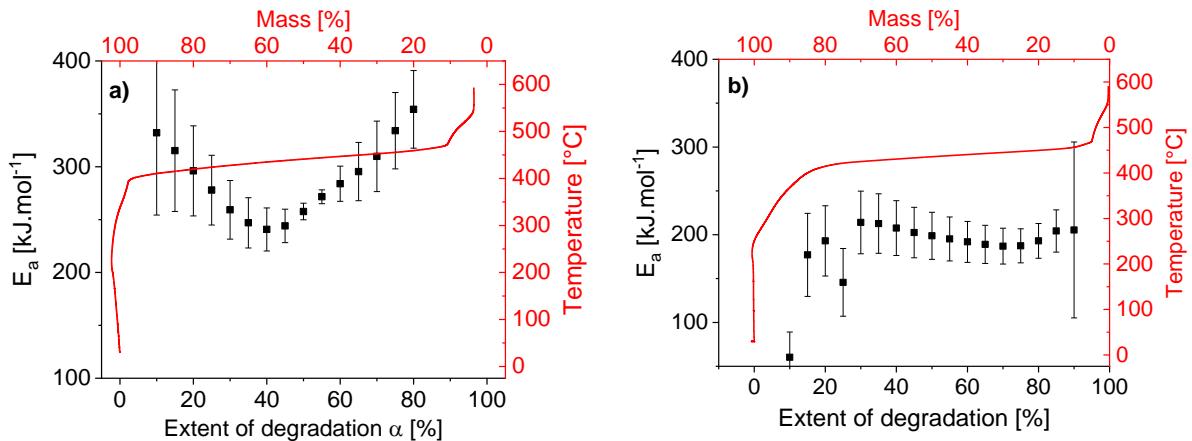 Mass [%]
100 80 60 40 20 0
a)
400
300
200
100
E_a [kJ.mol⁻¹]
600
500
400
300
200
100
0
Temperature [°C]
0 20 40 60 80 100
Extent of degradation α [%]
Mass [%]
100 80 60 40 20 0
b)
400
300
200
100
E_a [kJ.mol⁻¹]
600
500
400
300
200
100
0
Temperature [°C]
0 20 40 60 80 100
Extent of degradation [%]